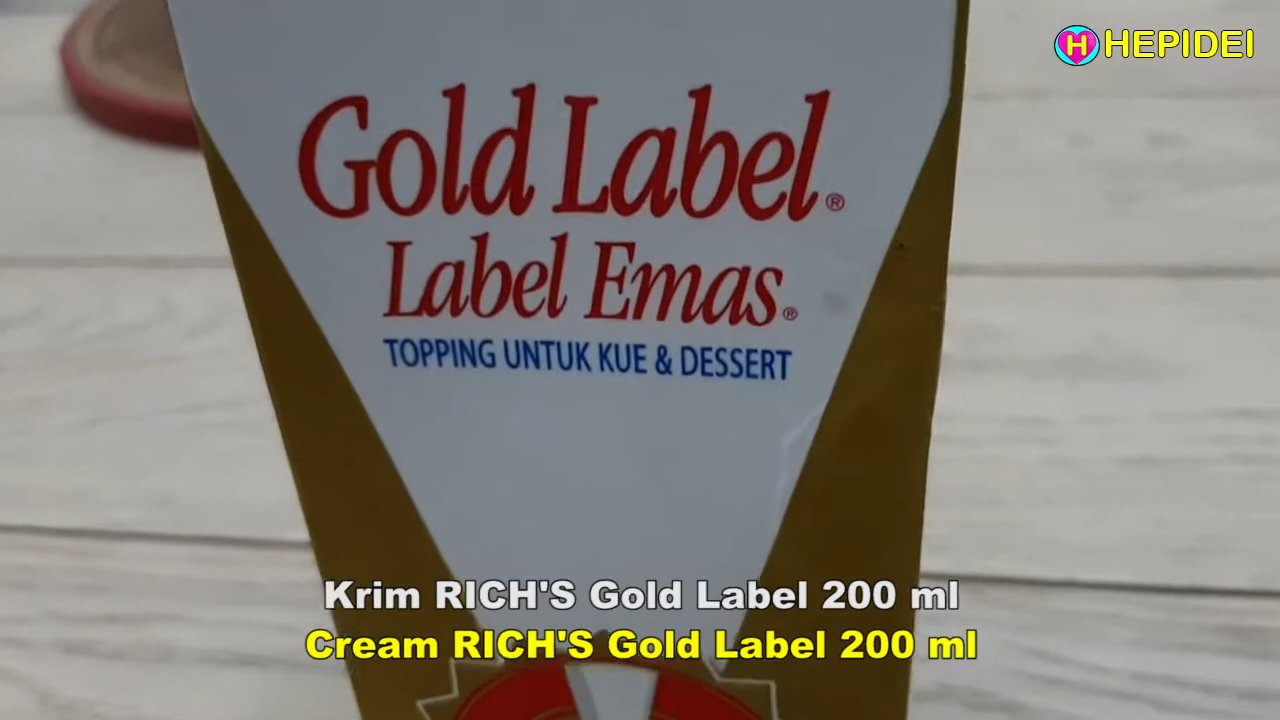 H HEPIDEI
Gold Label®
Label Emas®
TOPPING UNTUK KUE & DESSERT
Krim RICH'S Gold Label 200 ml
Cream RICH'S Gold Label 200 ml